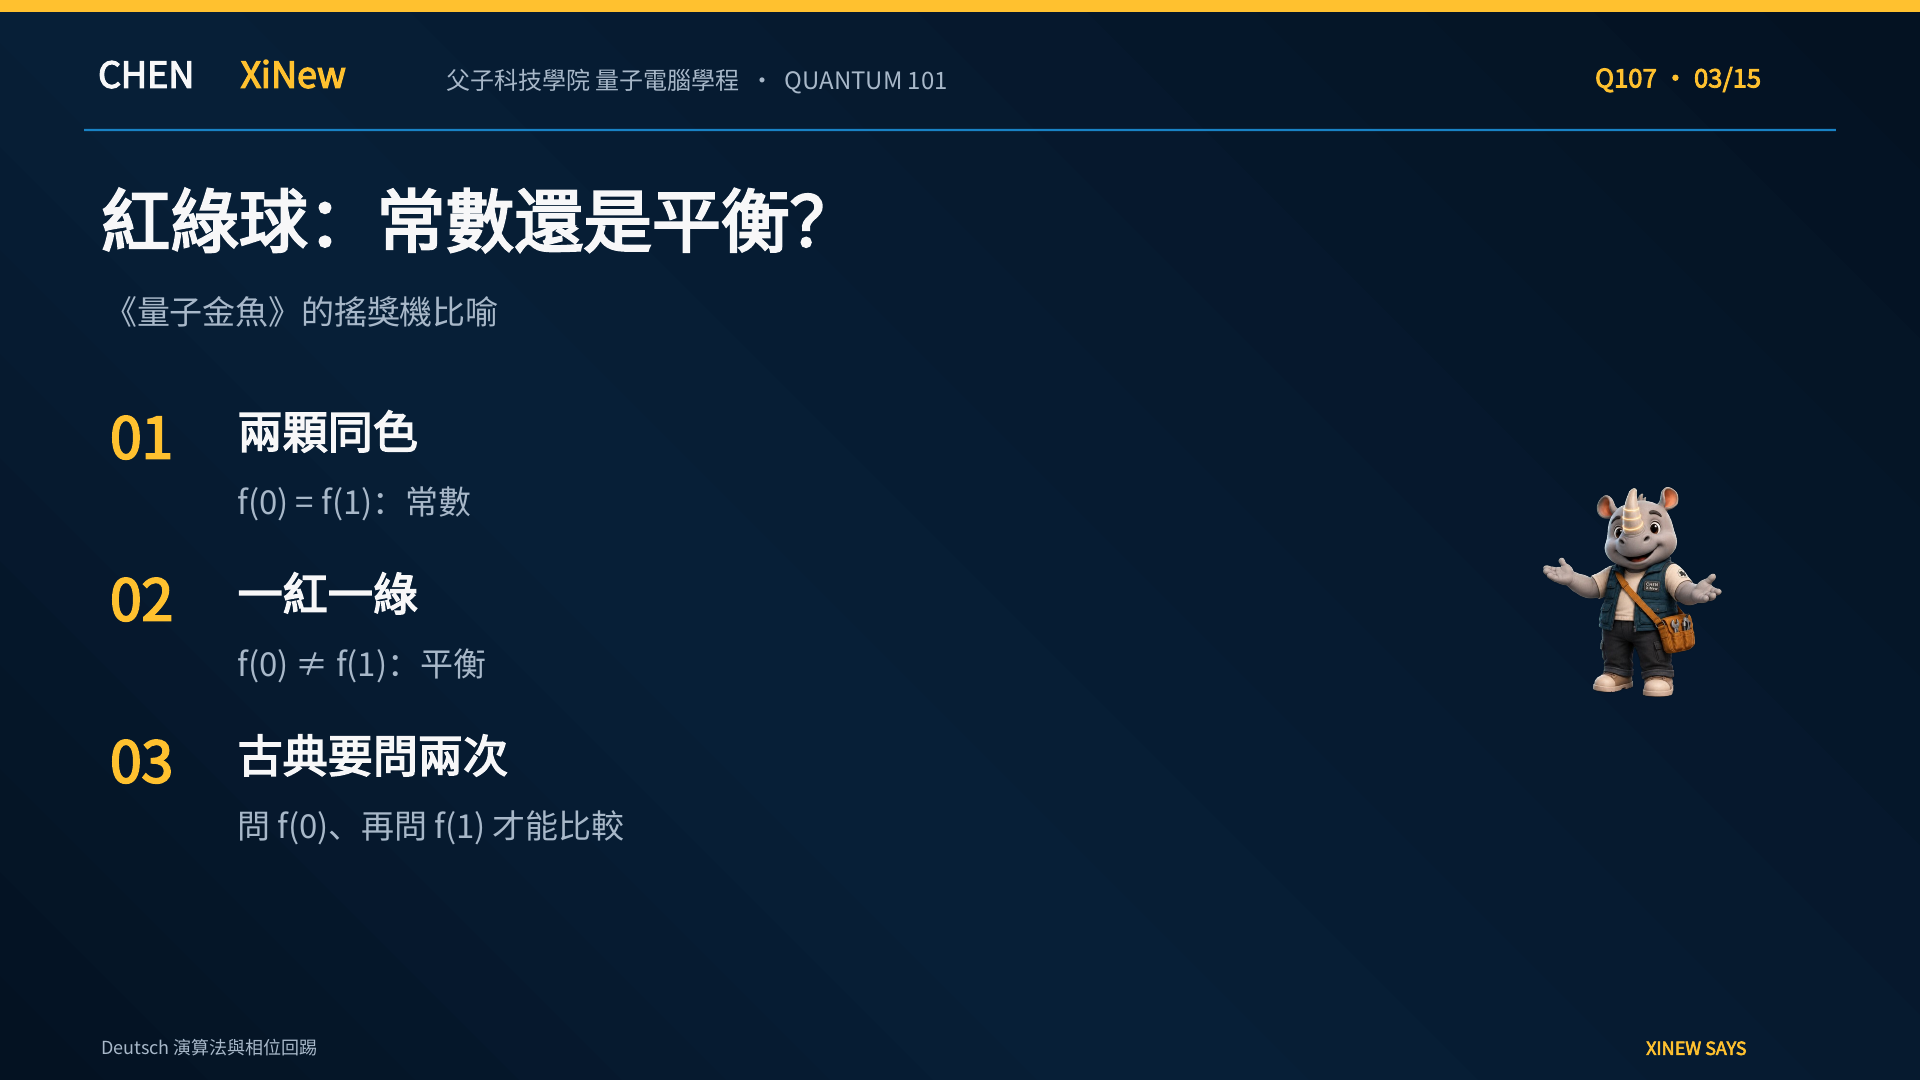 CHEN XiNew 父子科技學院 量子電腦學程 · QUANTUM 101 Q107 · 03/15
紅綠球：常數還是平衡？
《量子金魚》的搖獎機比喻
01 兩顆同色
f(0) = f(1)：常數
02 一紅一綠
f(0) ≠ f(1)：平衡
03 古典要問兩次
問 f(0)、再問 f(1) 才能比較
Deutsch 演算法與相位回踢 XINEW SAYS